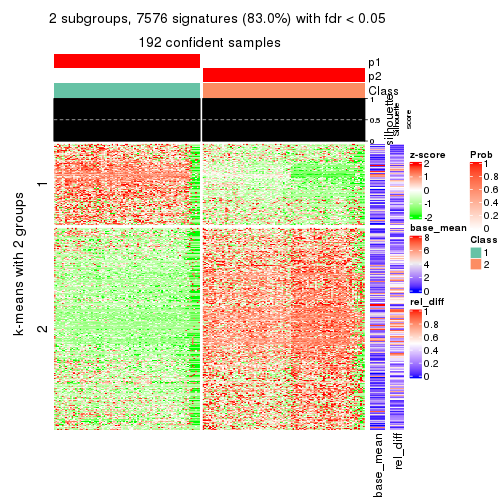 2 subgroups, 7576 signatures (83.0%) with fdr < 0.05
192 confident samples
p1
p2
Class
silhouette
Silhouette
score
1
0.5
0
k-means with 2 groups
1
2
base_mean
rel_diff
z-score
2
1
0
-1
-2
base_mean
8
6
4
2
0
rel_diff
1
0.8
0.6
0.4
0.2
0
Prob
1
0.8
0.6
0.4
0.2
0
Class
1
2